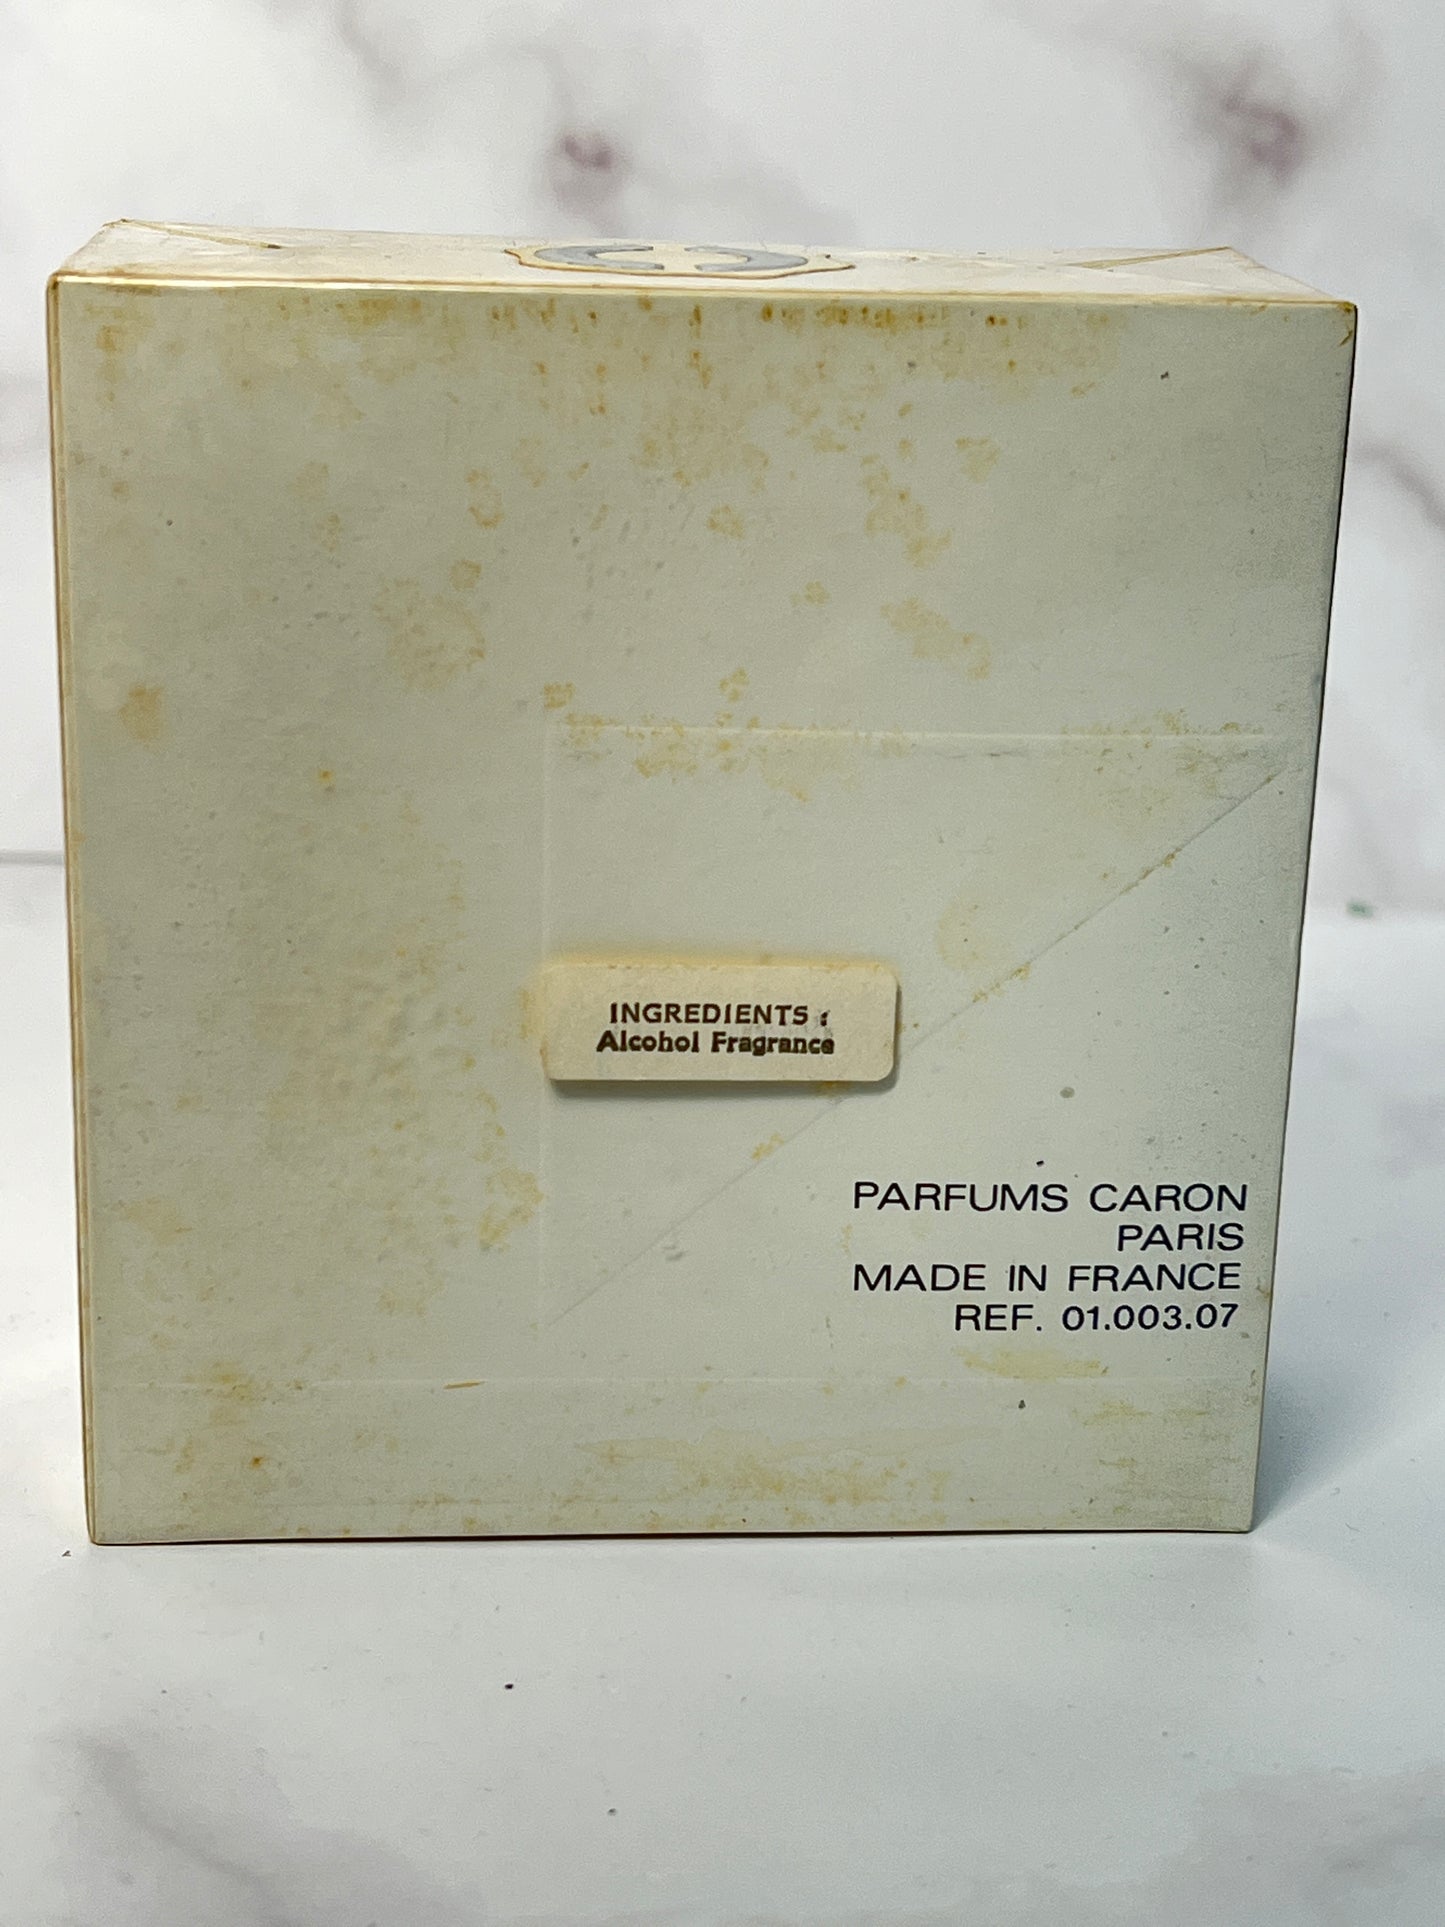 INGREDIENTS :
Alcohol Fragrance
PARFUMS CARON
PARIS
MADE IN FRANCE
REF. 01.003.07